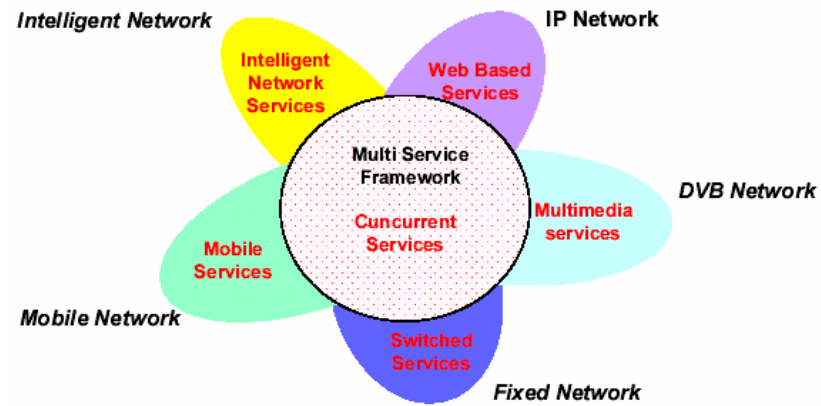 Intelligent Network
IP Network
Intelligent
Network
Services
Web Based
Services
Multi Service
Framework
Cuncurrent
Services
DVB Network
Multimedia
services
Mobile
Services
Mobile Network
Switched
Services
Fixed Network